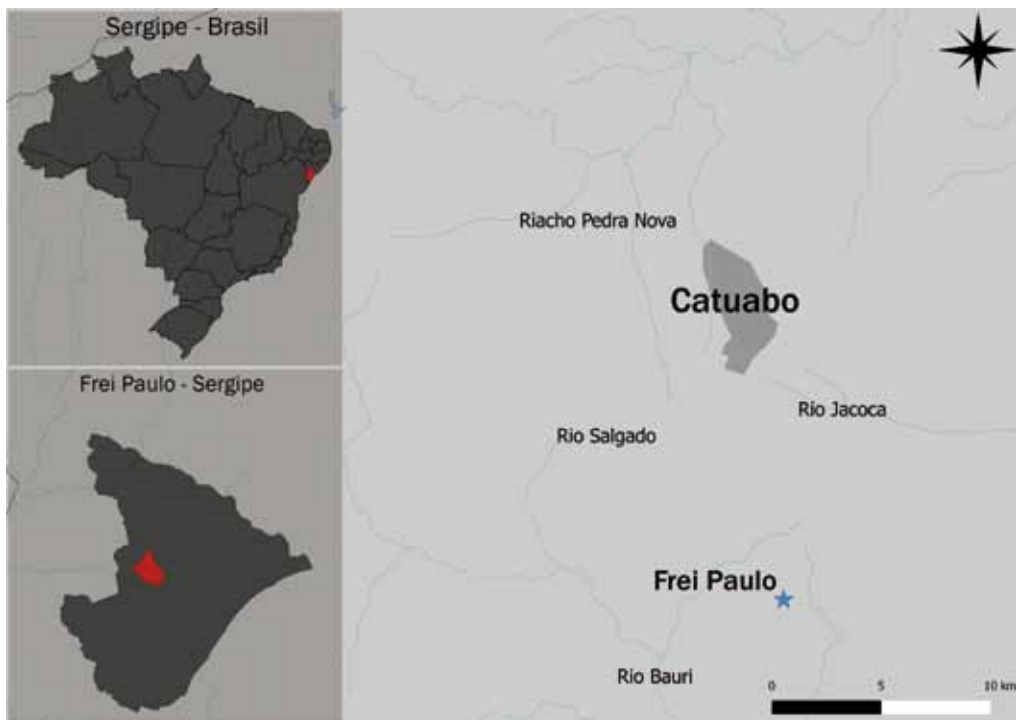 Sergipe - Brasil
Frei Paulo - Sergipe
Riacho Pedra Nova
Catuabo
Rio Jacoca
Rio Salgado
Frei Paulo
Rio Bauri
0 5 10 km